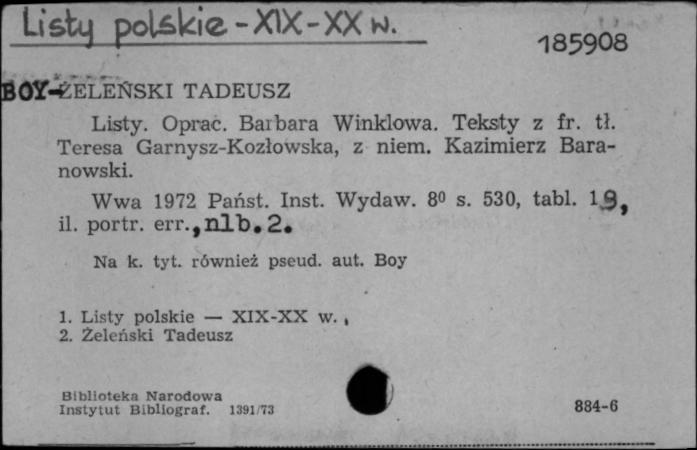 Listy polskie - XIX - XX w.
185908
BOY-ŻELEŃSKI TADEUSZ
Listy. Oprac. Barbara Winklowa. Teksty z fr. tł.
Teresa Garnysz-Kozłowska, z niem. Kazimierz Bara-
nowski.
Wwa 1972 Państ. Inst. Wydaw. 8⁰ s. 530, tabl. 19,
il. portr. err., nlb. 2.
Na k. tyt. również pseud. aut. Boy
1. Listy polskie — XIX-XX w.,
2. Żeleński Tadeusz
Biblioteka Narodowa
Instytut Bibliograf. 1391/73
884-6